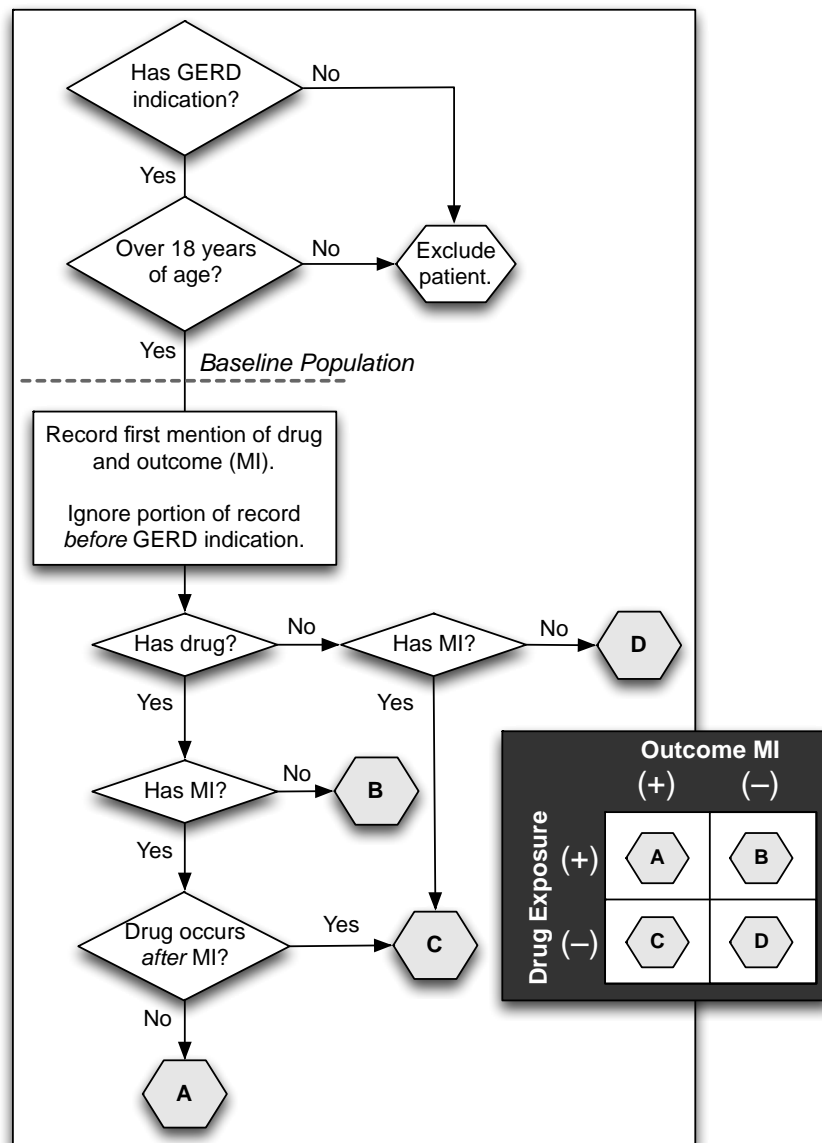 Has GERD
indication?
No
Yes
Over 18 years
of age?
No
Exclude
patient.
Yes
Baseline Population
Record first mention of drug
and outcome (MI).
Ignore portion of record
before GERD indication.
Has drug?
No
Has MI?
No
D
Yes
Yes
Has MI?
No
B
Yes
Drug occurs
after MI?
Yes
C
No
A
Outcome MI
(+)
(–)
Drug Exposure
(+)
A
B
(–)
C
D